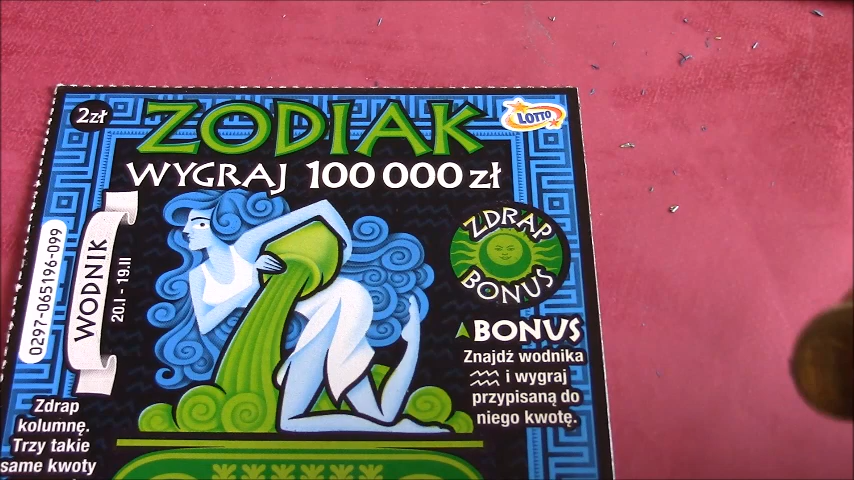 2zł
ZODIAK
LOTTO
WYGRAJ 100 000 zł
0297-065196-099
WODNIK
20.I - 19.II
ZDRAP
BONUS
BONUS
Znajdź wodnika
i wygraj
przypisaną do
niego kwotę.
Zdrap
kolumnę.
Trzy takie
same kwoty